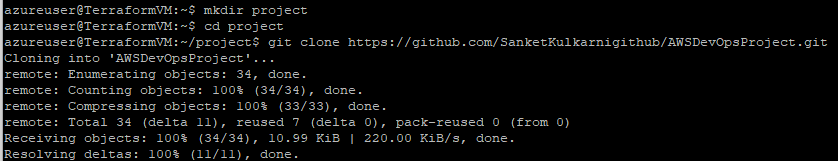 azureuser@TerraformVM:~$ mkdir project
azureuser@TerraformVM:~$ cd project
azureuser@TerraformVM:~/project$ git clone https://github.com/SanketKulkarnigithub/AWSDevOpsProject.git
Cloning into 'AWSDevOpsProject'...
remote: Enumerating objects: 34, done.
remote: Counting objects: 100% (34/34), done.
remote: Compressing objects: 100% (33/33), done.
remote: Total 34 (delta 11), reused 7 (delta 0), pack-reused 0 (from 0)
Receiving objects: 100% (34/34), 10.99 KiB | 220.00 KiB/s, done.
Resolving deltas: 100% (11/11), done.